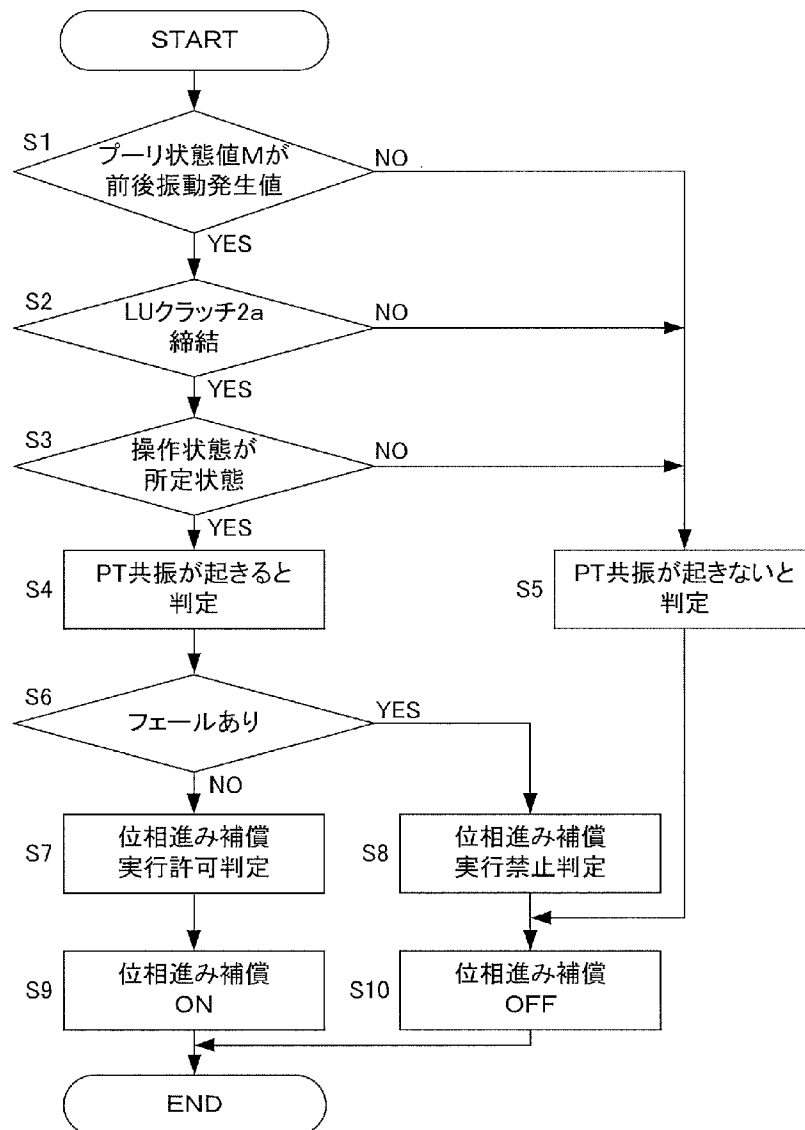 START
S1
プーリ状態値Mが
前後振動発生値
NO
YES
S2
LUクラッチ2a
締結
NO
YES
S3
操作状態が
所定状態
NO
YES
S4
PT共振が起きると
判定
S5
PT共振が起きないと
判定
S6
フェールあり
YES
NO
S7
位相進み補償
実行許可判定
S8
位相進み補償
実行禁止判定
S9
位相進み補償
ON
S10
位相進み補償
OFF
END